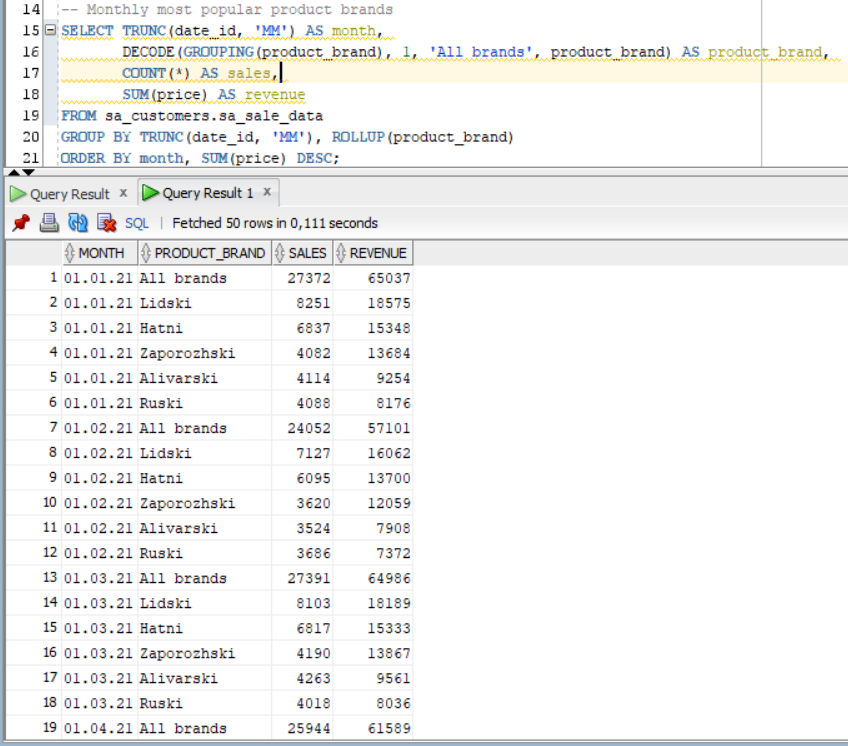 14 -- Monthly most popular product brands
15 SELECT TRUNC(date_id, 'MM') AS month,
16 DECODE(GROUPING(product_brand), 1, 'All brands', product_brand) AS product_brand,
17 COUNT(*) AS sales,
18 SUM(price) AS revenue
19 FROM sa_customers.sa_sale_data
20 GROUP BY TRUNC(date_id, 'MM'), ROLLUP(product_brand)
21 ORDER BY month, SUM(price) DESC;
Query Result x Query Result 1 x
SQL | Fetched 50 rows in 0,111 seconds
MONTH PRODUCT_BRAND SALES REVENUE
1 01.01.21 All brands 27372 65037
2 01.01.21 Lidski 8251 18575
3 01.01.21 Hatni 6837 15348
4 01.01.21 Zaporozhski 4082 13684
5 01.01.21 Alivarski 4114 9254
6 01.01.21 Ruski 4088 8176
7 01.02.21 All brands 24052 57101
8 01.02.21 Lidski 7127 16062
9 01.02.21 Hatni 6095 13700
10 01.02.21 Zaporozhski 3620 12059
11 01.02.21 Alivarski 3524 7908
12 01.02.21 Ruski 3686 7372
13 01.03.21 All brands 27391 64986
14 01.03.21 Lidski 8103 18189
15 01.03.21 Hatni 6817 15333
16 01.03.21 Zaporozhski 4190 13867
17 01.03.21 Alivarski 4263 9561
18 01.03.21 Ruski 4018 8036
19 01.04.21 All brands 25944 61589